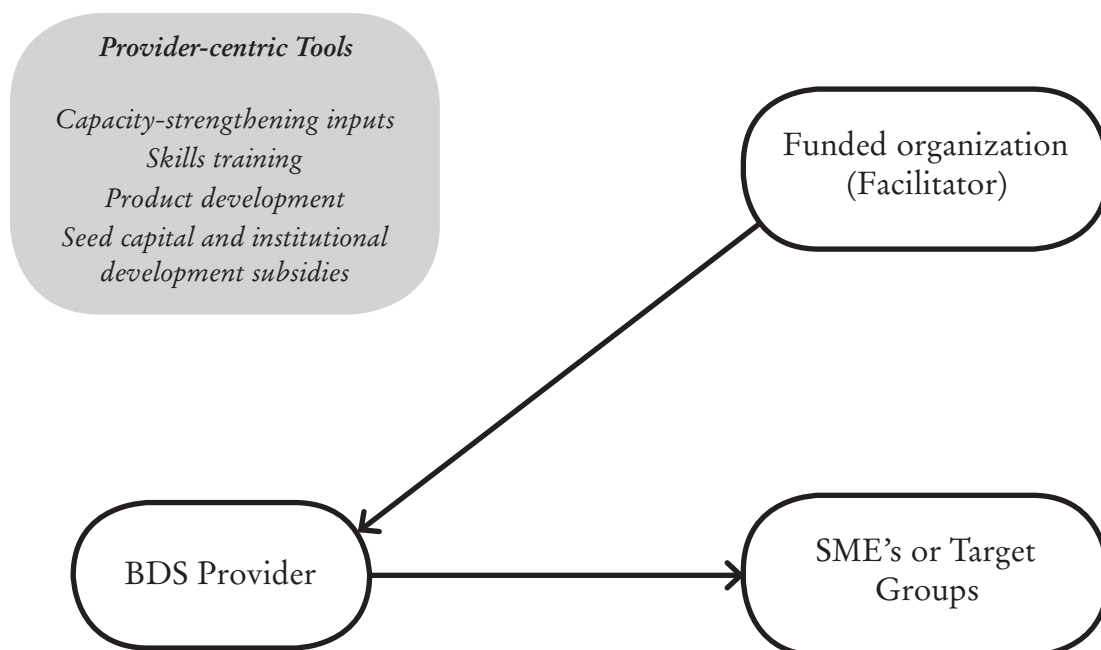 Provider-centric Tools
Capacity-strengthening inputs
Skills training
Product development
Seed capital and institutional
development subsidies
Funded organization
(Facilitator)
BDS Provider
SME’s or Target
Groups